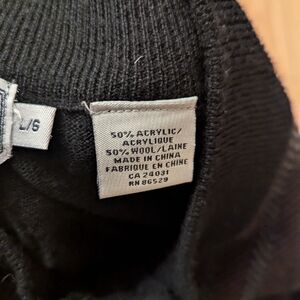 L/G
50% ACRYLIC/
ACRYLIQUE
50% WOOL/LAINE
MADE IN CHINA
FABRIQUE EN CHINE
CA 24031
RN 86529